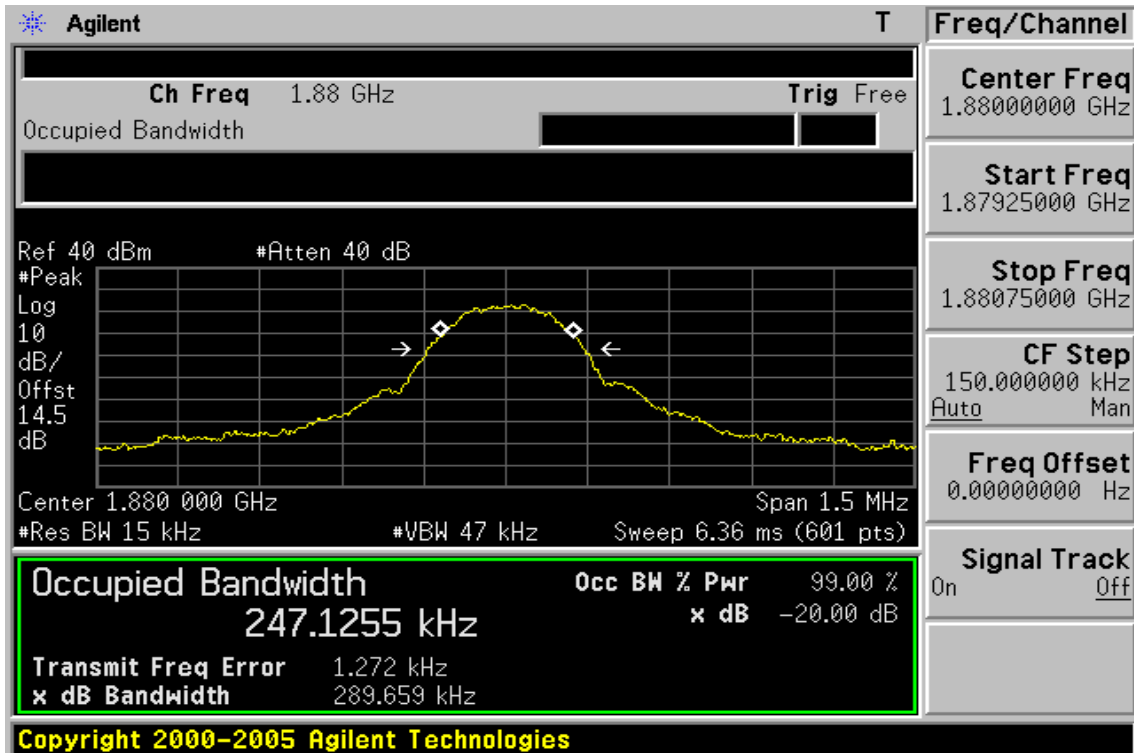 Agilent T Freq/Channel
Ch Freq 1.88 GHz Trig Free
Occupied Bandwidth
Center Freq
1.88000000 GHz
Start Freq
1.87925000 GHz
Stop Freq
1.88075000 GHz
CF Step
150.000000 kHz
Auto Man
Freq Offset
0.00000000 Hz
Signal Track
On Off
Ref 40 dBm #Atten 40 dB
#Peak
Log
10
dB/
Offst
14.5
dB
Center 1.880 000 GHz Span 1.5 MHz
#Res BW 15 kHz #VBW 47 kHz Sweep 6.36 ms (601 pts)
Occupied Bandwidth Occ BW % Pwr 99.00 %
247.1255 kHz x dB -20.00 dB
Transmit Freq Error 1.272 kHz
x dB Bandwidth 289.659 kHz
Copyright 2000-2005 Agilent Technologies